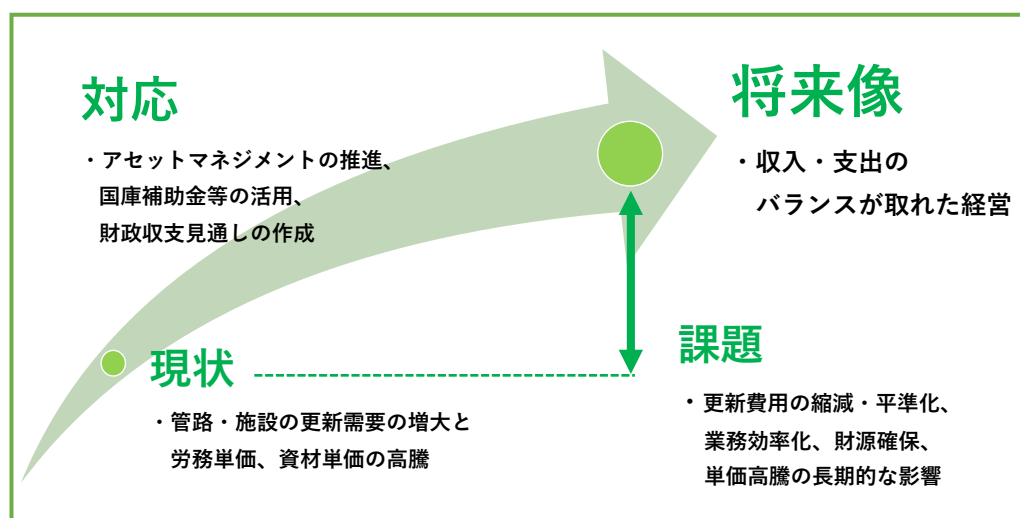 対応
・アセットマネジメントの推進、
国庫補助金等の活用、
財政収支見通しの作成
将来像
・収入・支出の
バランスが取れた経営
現状
・管路・施設の更新需要の増大と
労務単価、資材単価の高騰
課題
・更新費用の縮減・平準化、
業務効率化、財源確保、
単価高騰の長期的な影響